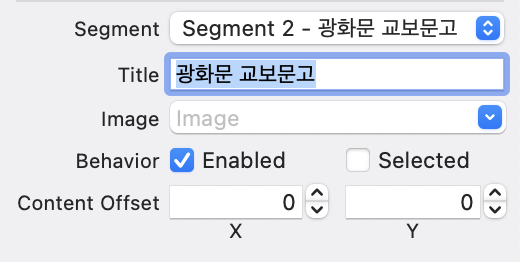 Segment Segment 2 - 광화문 교보문고
Title 광화문 교보문고
Image Image
Behavior Enabled Selected
Content Offset 0 0
X Y